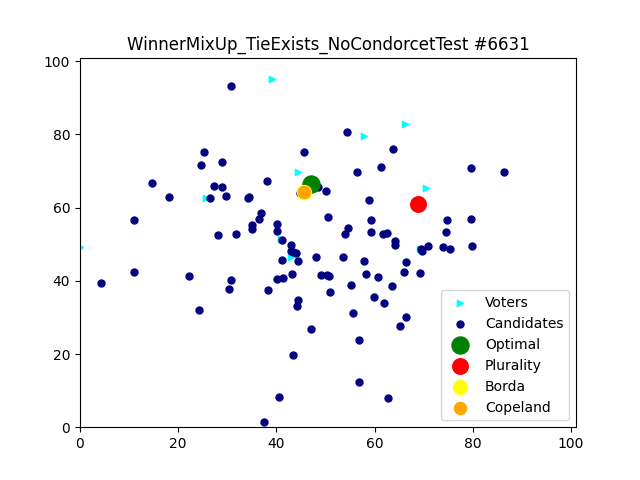 WinnerMixUp_TieExists_NoCondorcetTest #6631
100
80
60
40
20
0
0
20
40
60
80
100
Voters
Candidates
Optimal
Plurality
Borda
Copeland